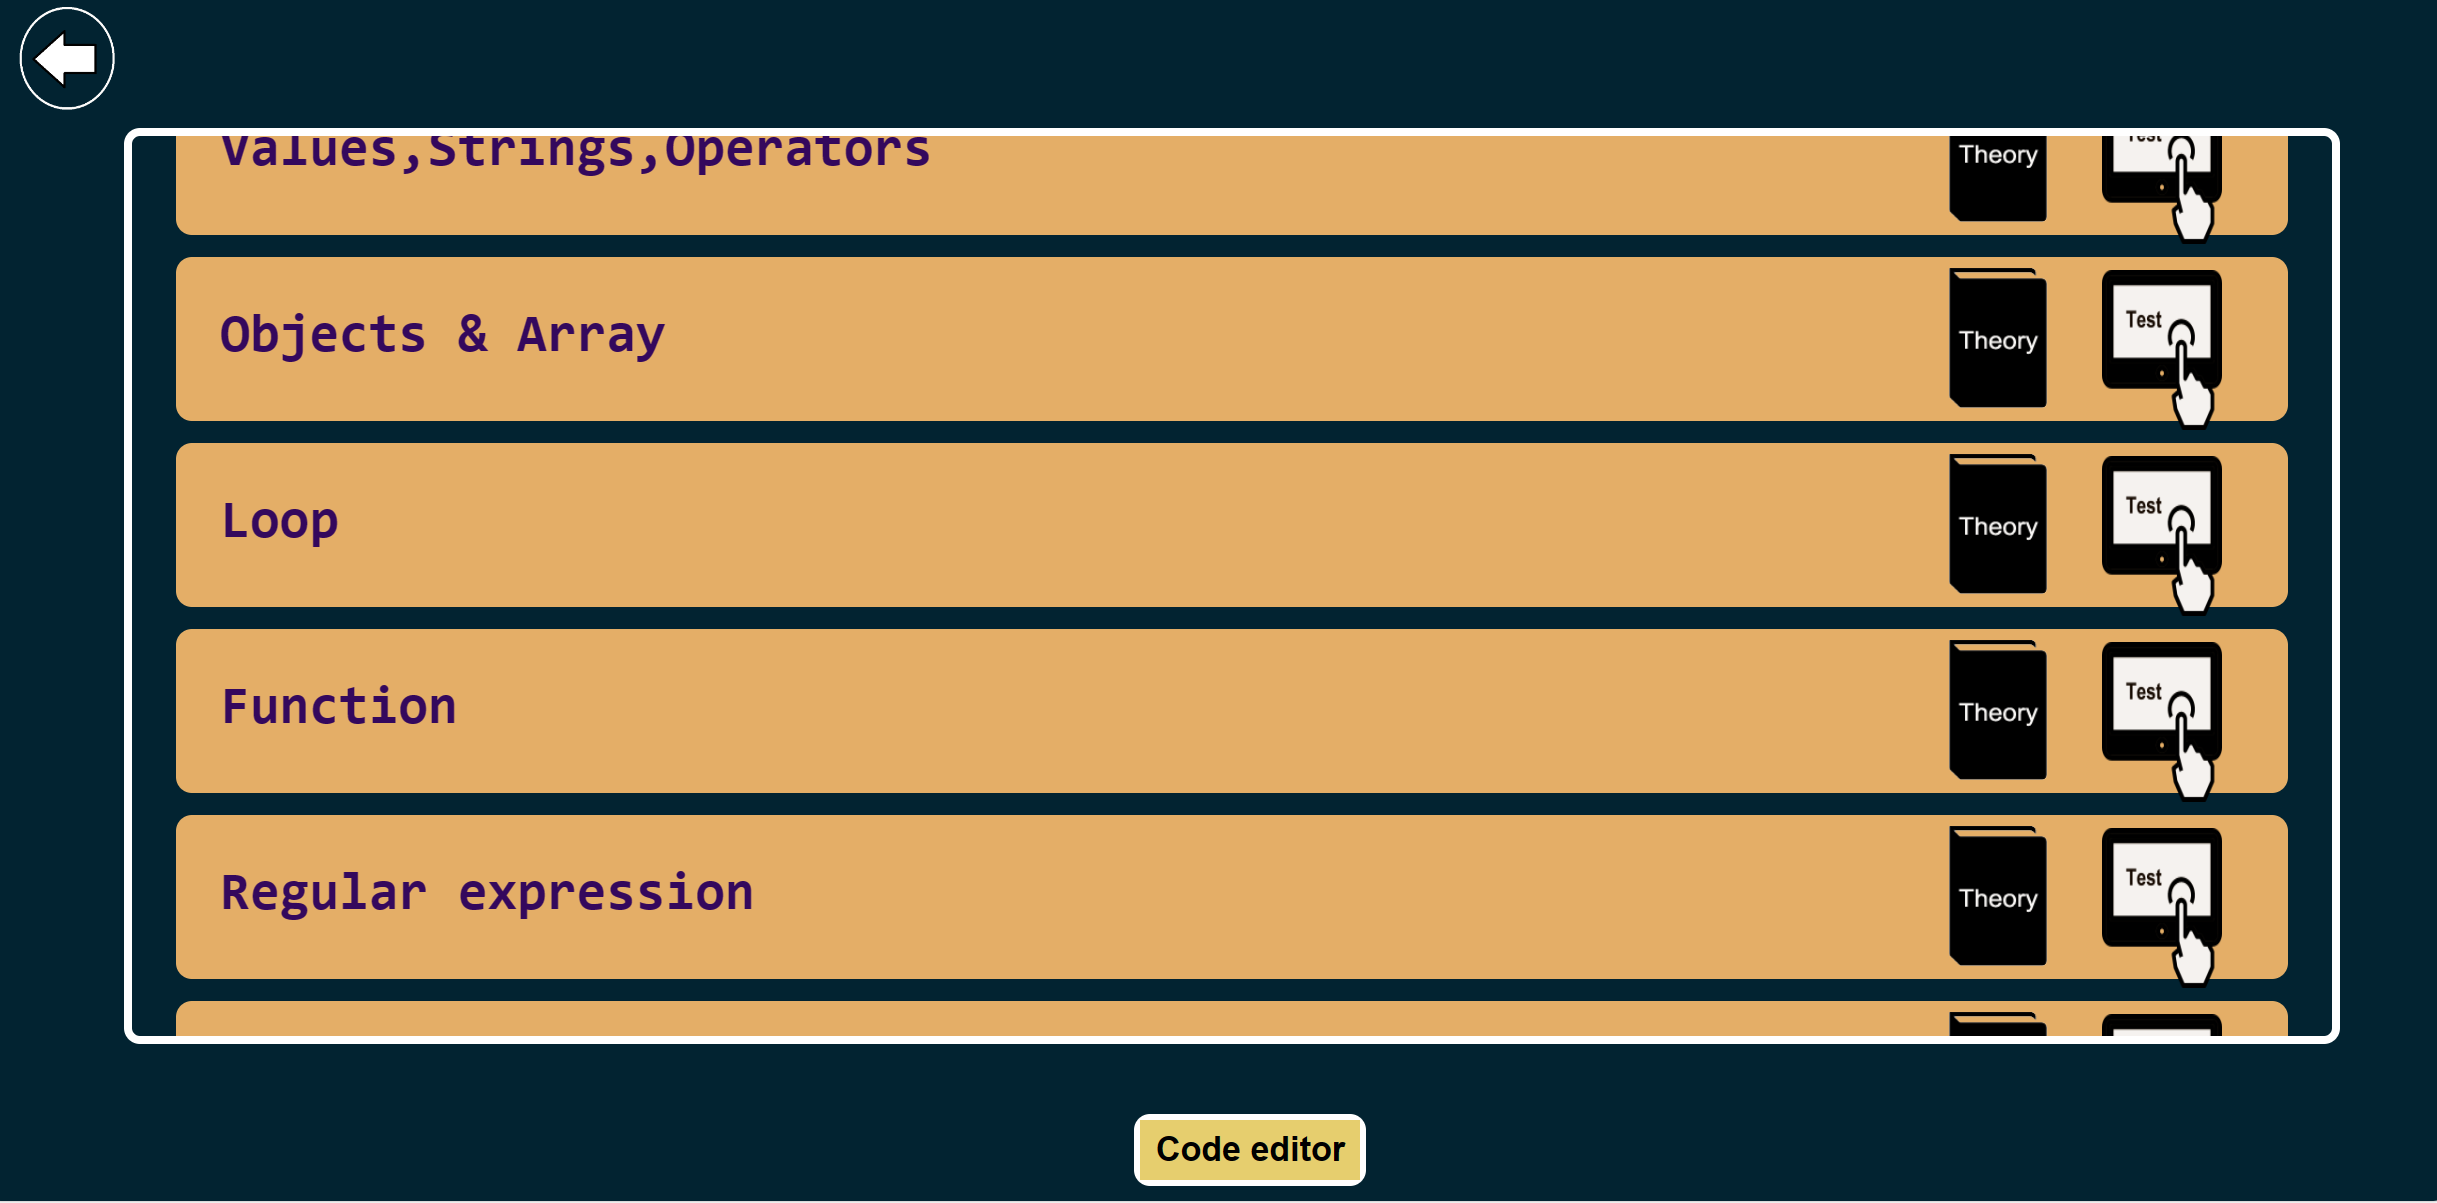 Values,Strings,Operators
Theory
Test
Objects & Array
Theory
Test
Loop
Theory
Test
Function
Theory
Test
Regular expression
Theory
Test
Code editor